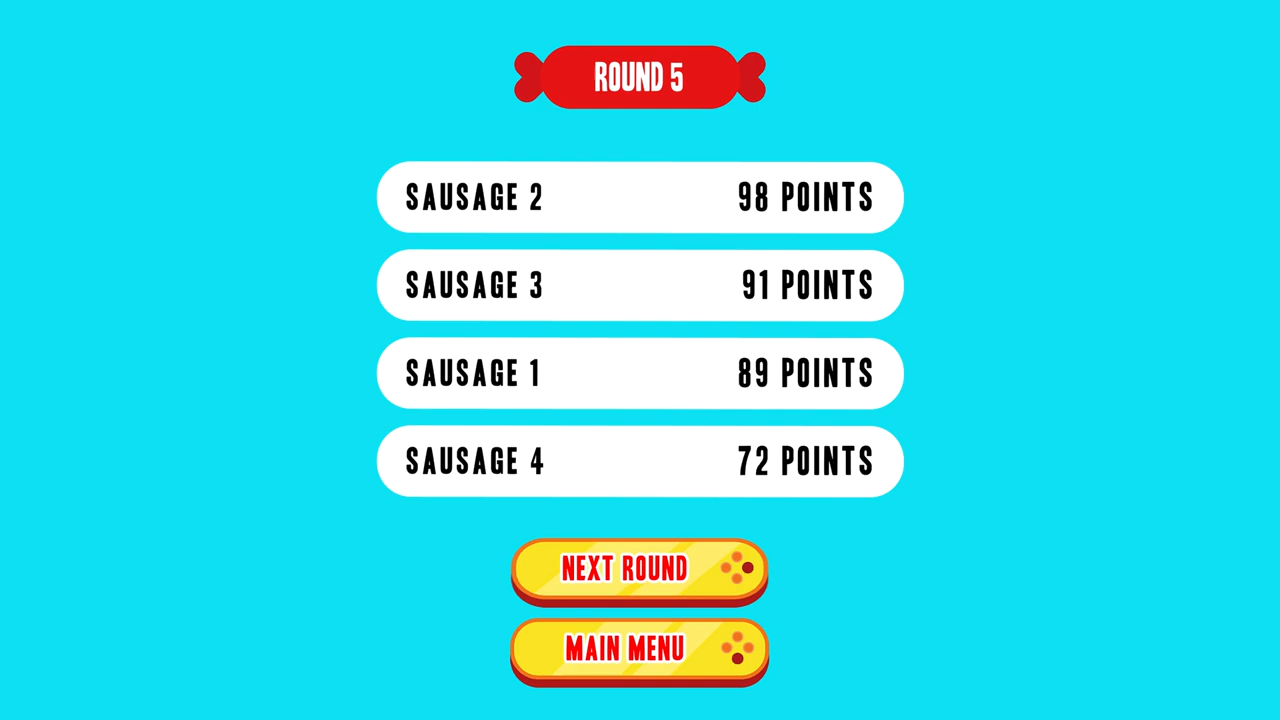 ROUND 5
SAUSAGE 2 98 POINTS
SAUSAGE 3 91 POINTS
SAUSAGE 1 89 POINTS
SAUSAGE 4 72 POINTS
NEXT ROUND
MAIN MENU